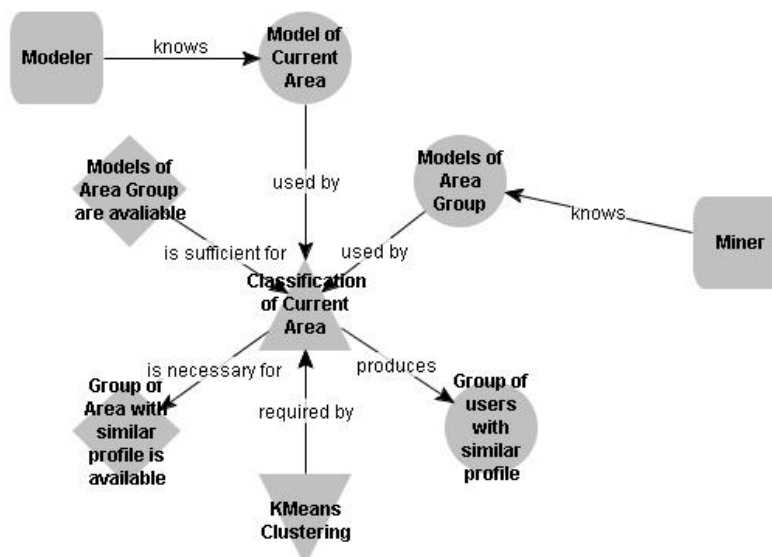 Modeler
knows
Model of
Current
Area
Models of
Area Group
are avaliable
used by
Models of
Area
Group
knows
Miner
is sufficient for
used by
Classification
of Current
Area
is necessary for
produces
Group of
Area with
similar
profile is
available
required by
Group of
users with
similar
profile
KMeans
Clustering